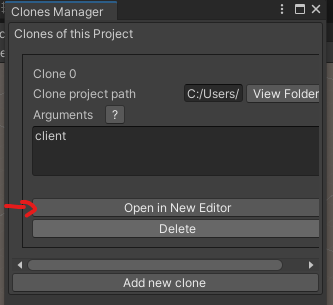 Clones Manager
Clones of this Project
Clone 0
Clone project path C:/Users/ View Folder
Arguments ?
client
Open in New Editor
Delete
Add new clone